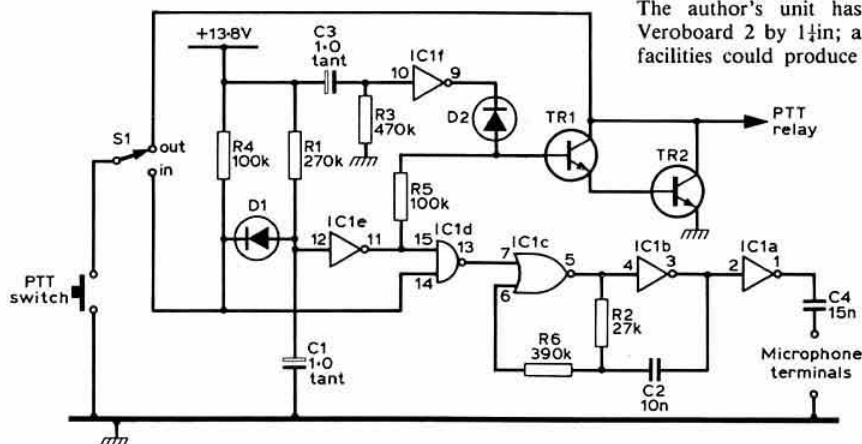 The author's unit has
Veroboard 2 by 1¼in; a
facilities could produce
+13·8V
C3
1·0
tant
IC1f
10
9
D2
TR1
PTT
relay
TR2
S1
out
in
R4
100k
R1
270k
R3
470k
R5
100k
D1
IC1e
12
11
IC1d
15
14
13
IC1c
7
6
5
IC1b
4
3
IC1a
2
1
C4
15n
R2
27k
R6
390k
C2
10n
PTT
switch
C1
1·0
tant
Microphone
terminals